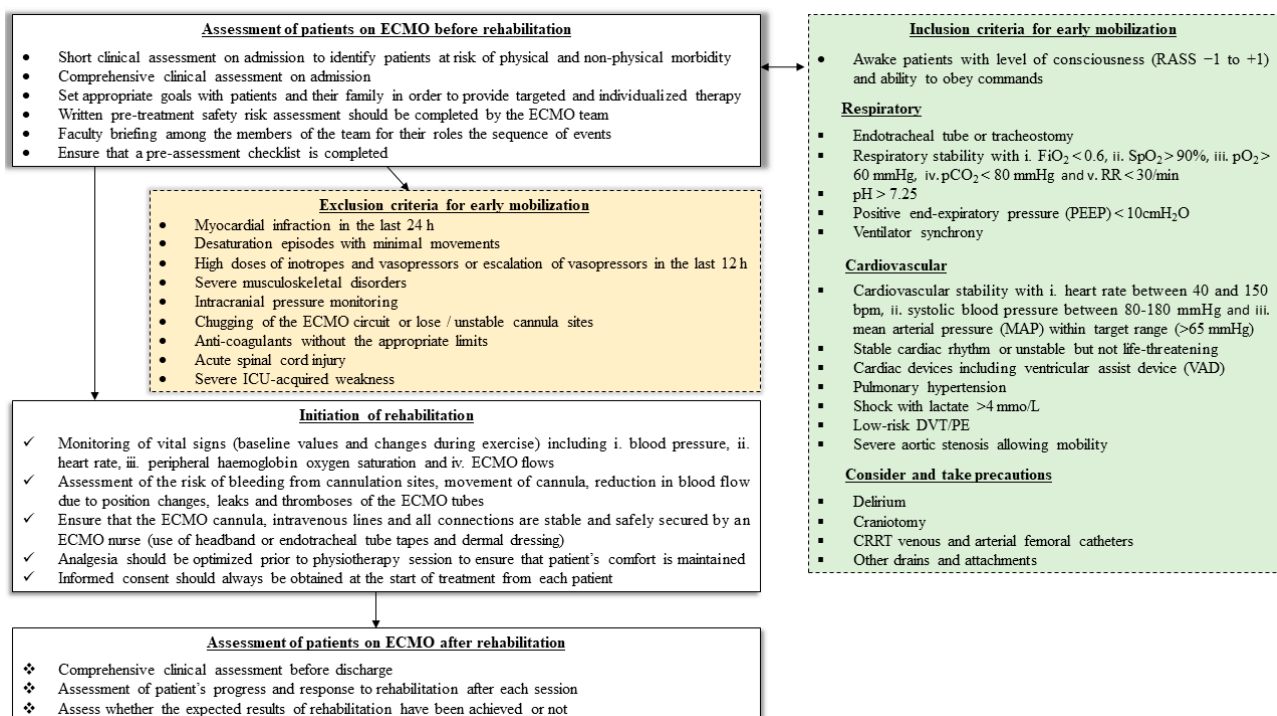 Assessment of patients on ECMO before rehabilitation
• Short clinical assessment on admission to identify patients at risk of physical and non-physical morbidity
• Comprehensive clinical assessment on admission
• Set appropriate goals with patients and their family in order to provide targeted and individualized therapy
• Written pre-treatment safety risk assessment should be completed by the ECMO team
• Faculty briefing among the members of the team for their roles the sequence of events
• Ensure that a pre-assessment checklist is completed
Exclusion criteria for early mobilization
• Myocardial infraction in the last 24 h
• Desaturation episodes with minimal movements
• High doses of inotropes and vasopressors or escalation of vasopressors in the last 12 h
• Severe musculoskeletal disorders
• Intracranial pressure monitoring
• Chugging of the ECMO circuit or lose / unstable cannula sites
• Anti-coagulants without the appropriate limits
• Acute spinal cord injury
• Severe ICU-acquired weakness
Initiation of rehabilitation
✓ Monitoring of vital signs (baseline values and changes during exercise) including i. blood pressure, ii.
heart rate, iii. peripheral haemoglobin oxygen saturation and iv. ECMO flows
✓ Assessment of the risk of bleeding from cannulation sites, movement of cannula, reduction in blood flow
due to position changes, leaks and thromboses of the ECMO tubes
✓ Ensure that the ECMO cannula, intravenous lines and all connections are stable and safely secured by an
ECMO nurse (use of headband or endotracheal tube tapes and dermal dressing)
✓ Analgesia should be optimized prior to physiotherapy session to ensure that patient's comfort is maintained
✓ Informed consent should always be obtained at the start of treatment from each patient
Assessment of patients on ECMO after rehabilitation
❖ Comprehensive clinical assessment before discharge
❖ Assessment of patient's progress and response to rehabilitation after each session
❖ Assess whether the expected results of rehabilitation have been achieved or not
Inclusion criteria for early mobilization
• Awake patients with level of consciousness (RASS −1 to +1)
and ability to obey commands
Respiratory
▪ Endotracheal tube or tracheostomy
▪ Respiratory stability with i. FiO₂ < 0.6, ii. SpO₂ > 90%, iii. pO₂ >
60 mmHg, iv. pCO₂ < 80 mmHg and v. RR < 30/min
▪ pH > 7.25
▪ Positive end-expiratory pressure (PEEP) < 10cmH₂O
▪ Ventilator synchrony
Cardiovascular
▪ Cardiovascular stability with i. heart rate between 40 and 150
bpm, ii. systolic blood pressure between 80-180 mmHg and iii.
mean arterial pressure (MAP) within target range (>65 mmHg)
▪ Stable cardiac rhythm or unstable but not life-threatening
▪ Cardiac devices including ventricular assist device (VAD)
▪ Pulmonary hypertension
▪ Shock with lactate >4 mmo/L
▪ Low-risk DVT/PE
▪ Severe aortic stenosis allowing mobility
Consider and take precautions
▪ Delirium
▪ Craniotomy
▪ CRRT venous and arterial femoral catheters
▪ Other drains and attachments